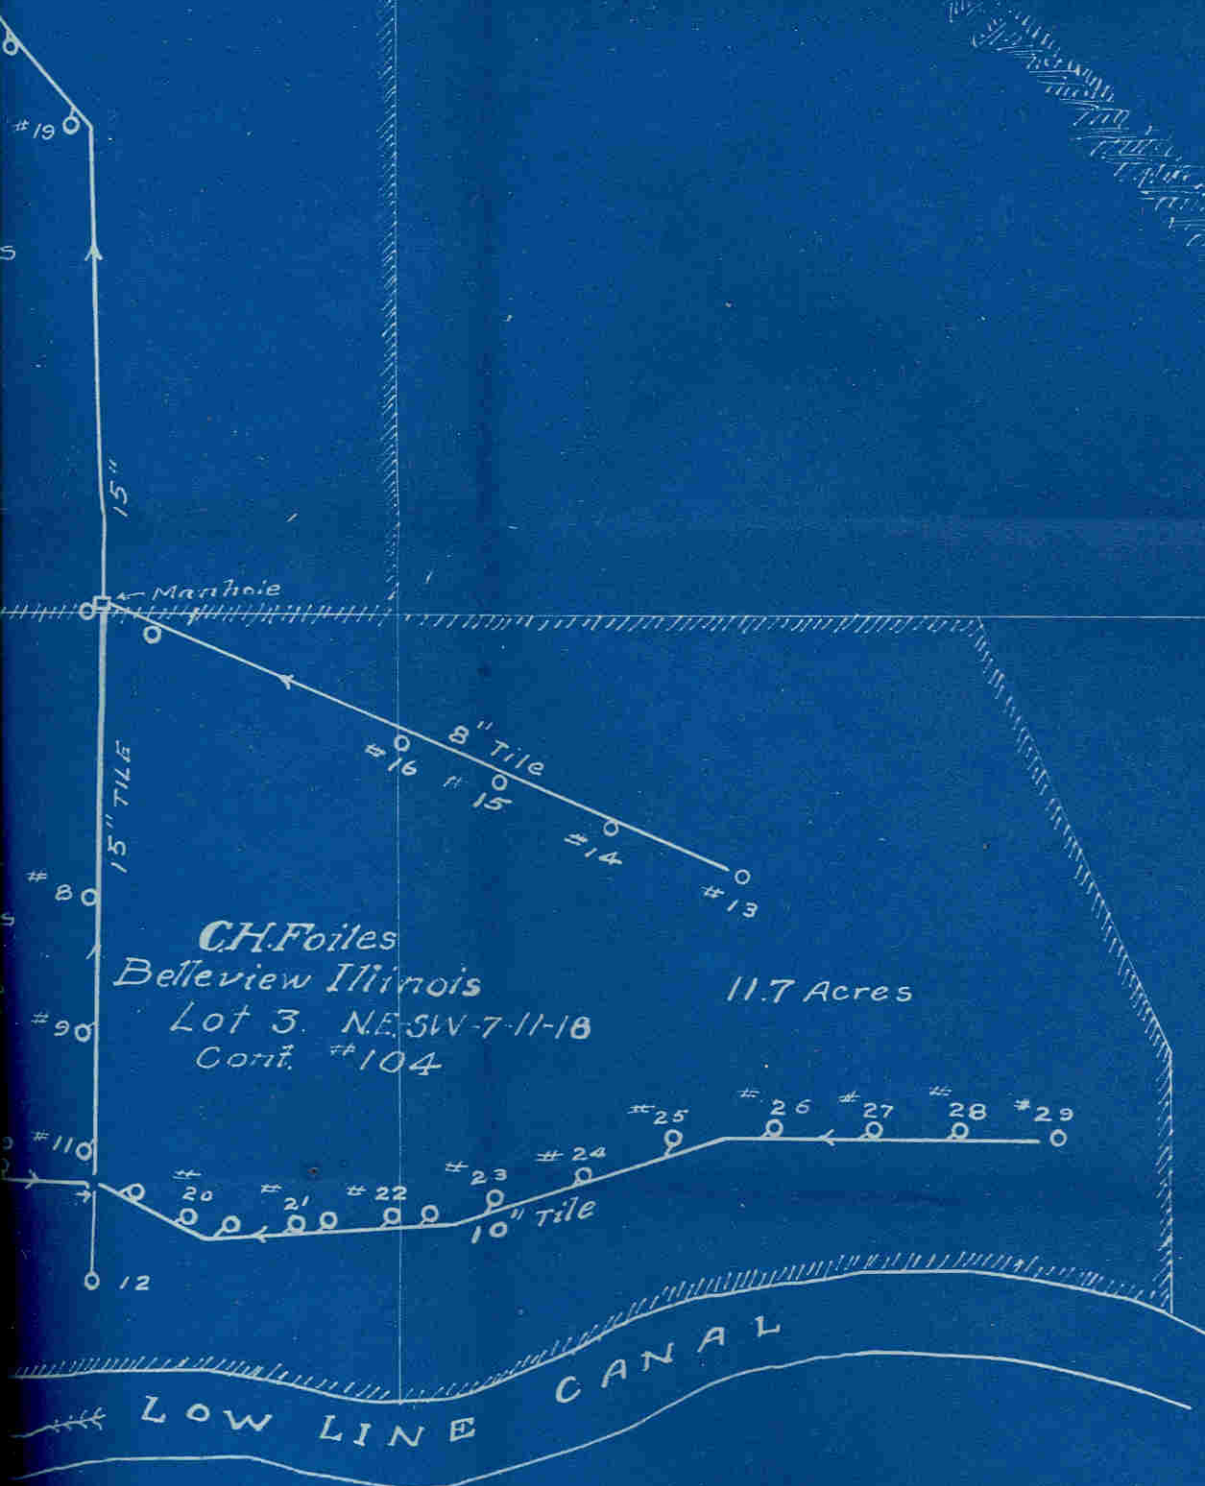 #19
S
15"
Manhole
8" Tile
#16
# 15
#14
#13
15" TILE
# 8
S
C.H. Foiles
Belleview Illinois
Lot 3. N.E-SW-7-11-18
Cont. #104
11.7 Acres
#9
#110
#25
# 26
# 27
# 28
#29
#23
#24
# 20
# 21
#22
10" Tile
12
LOW LINE CANAL